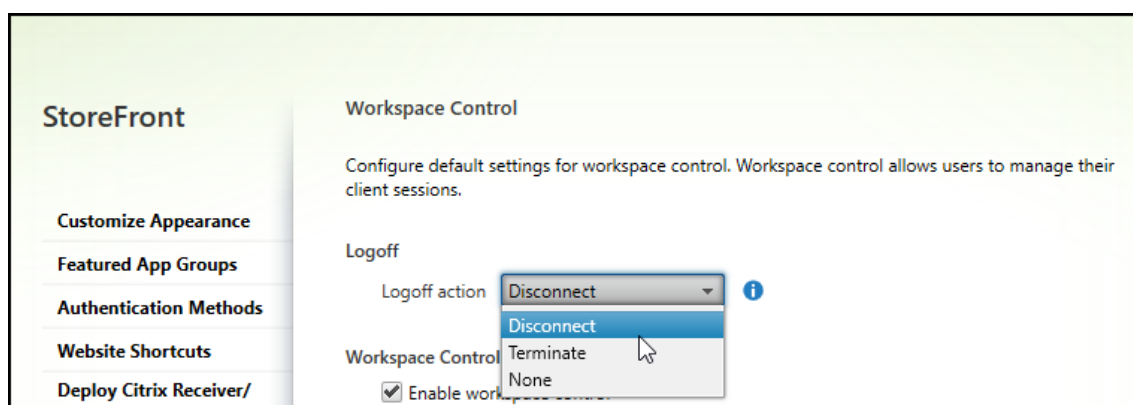 StoreFront
Customize Appearance
Featured App Groups
Authentication Methods
Website Shortcuts
Deploy Citrix Receiver/
Workspace Control
Configure default settings for workspace control. Workspace control allows users to manage their
client sessions.
Logoff
Logoff action Disconnect
Disconnect
Terminate
None
Workspace Control
Enable workspace control